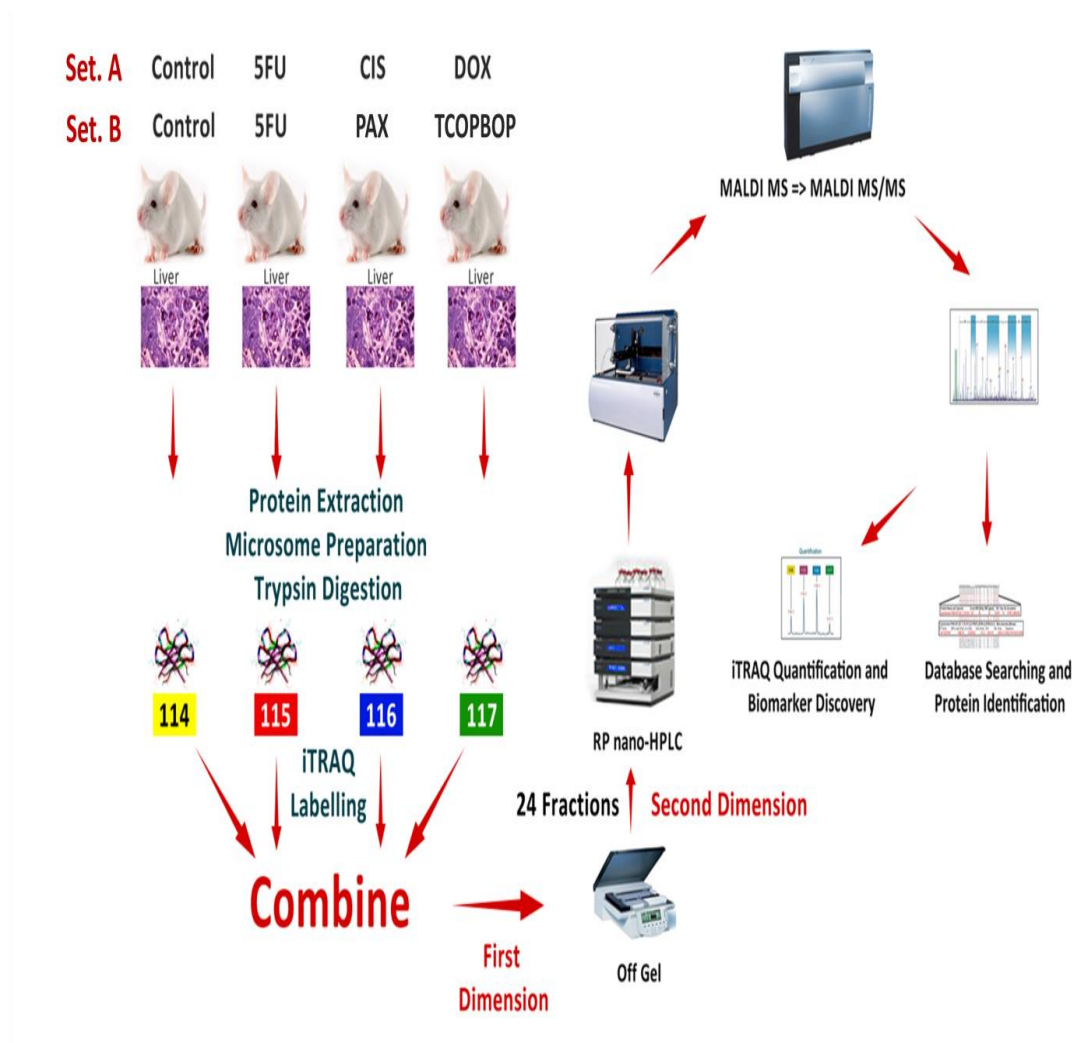 Set. A Control 5FU CIS DOX
Set. B Control 5FU PAX TCOPBOP
Liver Liver Liver Liver
Protein Extraction
Microsome Preparation
Trypsin Digestion
114 115 116 117
iTRAQ
Labelling
Combine
First
Dimension
Off Gel
24 Fractions Second Dimension
RP nano-HPLC
MALDI MS => MALDI MS/MS
Quantification
iTRAQ Quantification and
Biomarker Discovery
Database Searching and
Protein Identification